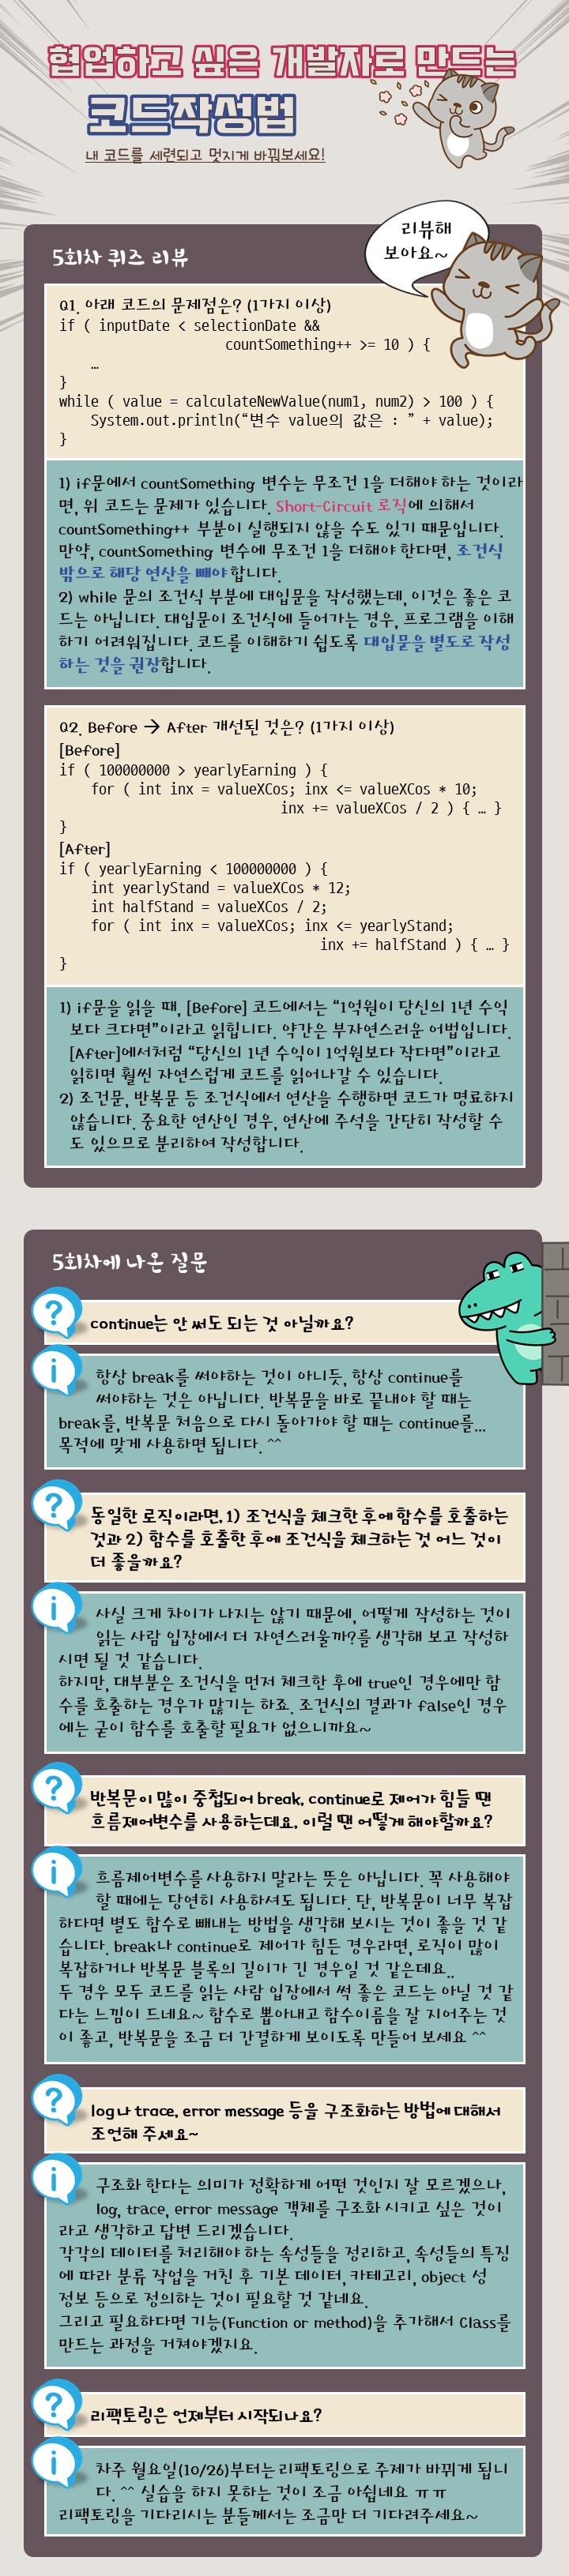 협업하고 싶은 개발자로 만드는
코드작성법
내 코드를 세련되고 멋지게 바꿔보세요!
리뷰해
보아요~
5회차 퀴즈 리뷰
Q1. 아래 코드의 문제점은? (1가지 이상)
if ( inputDate < selectionDate &&
countSomething++ >= 10 ) {
…
}
while ( value = calculateNewValue(num1, num2) > 100 ) {
System.out.println(“변수 value의 값은 : ” + value);
}
1) if문에서 countSomething 변수는 무조건 1을 더해야 하는 것이라
면, 위 코드는 문제가 있습니다. Short-Circuit 로직에 의해서
countSomething++ 부분이 실행되지 않을 수도 있기 때문입니다.
만약, countSomething 변수에 무조건 1을 더해야 한다면, 조건식
밖으로 해당 연산을 빼야 합니다.
2) while 문의 조건식 부분에 대입문을 작성했는데, 이것은 좋은 코
드는 아닙니다. 대입문이 조건식에 들어가는 경우, 프로그램을 이해
하기 어려워집니다. 코드를 이해하기 쉽도록 대입문을 별도로 작성
하는 것을 권장합니다.
Q2. Before → After 개선된 것은? (1가지 이상)
[Before]
if ( 100000000 > yearlyEarning ) {
for ( int inx = valueXCos; inx <= valueXCos * 10;
inx += valueXCos / 2 ) { … }
}
[After]
if ( yearlyEarning < 100000000 ) {
int yearlyStand = valueXCos * 12;
int halfStand = valueXCos / 2;
for ( int inx = valueXCos; inx <= yearlyStand;
inx += halfStand ) { … }
}
1) if문을 읽을 때, [Before] 코드에서는 “1억원이 당신의 1년 수익
보다 크다면”이라고 읽힙니다. 약간은 부자연스러운 어법입니다.
[After]에서처럼 “당신의 1년 수익이 1억원보다 작다면”이라고
읽히면 훨씬 자연스럽게 코드를 읽어나갈 수 있습니다.
2) 조건문, 반복문 등 조건식에서 연산을 수행하면 코드가 명료하지
않습니다. 중요한 연산인 경우, 연산에 주석을 간단히 작성할 수
도 있으므로 분리하여 작성합니다.
5회차에 나온 질문
?
continue는 안 써도 되는 것 아닐까요?
i
항상 break를 써야하는 것이 아니듯, 항상 continue를
써야하는 것은 아닙니다. 반복문을 바로 끝내야 할 때는
break를, 반복문 처음으로 다시 돌아가야 할 때는 continue를...
목적에 맞게 사용하면 됩니다. ^^
?
동일한 로직이라면, 1) 조건식을 체크한 후에 함수를 호출하는
것과 2) 함수를 호출한 후에 조건식을 체크하는 것 어느 것이
더 좋을까요?
i
사실 크게 차이가 나지는 않기 때문에, 어떻게 작성하는 것이
읽는 사람 입장에서 더 자연스러울까?를 생각해 보고 작성하
시면 될 것 같습니다.
하지만, 대부분은 조건식을 먼저 체크한 후에 true인 경우에만 함
수를 호출하는 경우가 많기는 하죠. 조건식의 결과가 false인 경우
에는 굳이 함수를 호출할 필요가 없으니까요~
?
반복문이 많이 중첩되어 break, continue로 제어가 힘들 땐
흐름제어변수를 사용하는데요, 이럴 땐 어떻게 해야할까요?
i
흐름제어변수를 사용하지 말라는 뜻은 아닙니다. 꼭 사용해야
할 때에는 당연히 사용하셔도 됩니다. 단, 반복문이 너무 복잡
하다면 별도 함수로 빼내는 방법을 생각해 보시는 것이 좋을 것 같
습니다. break나 continue로 제어가 힘든 경우라면, 로직이 많이
복잡하거나 반복문 블록의 길이가 긴 경우일 것 같은데요..
두 경우 모두 코드를 읽는 사람 입장에서 썩 좋은 코드는 아닐 것 같
다는 느낌이 드네요~ 함수로 뽑아내고 함수이름을 잘 지어주는 것
이 좋고, 반복문을 조금 더 간결하게 보이도록 만들어 보세요 ^^
?
log나 trace, error message 등을 구조화하는 방법에 대해서
조언해 주세요~
i
구조화 한다는 의미가 정확하게 어떤 것인지 잘 모르겠으나,
log, trace, error message 객체를 구조화 시키고 싶은 것이
라고 생각하고 답변 드리겠습니다.
각각의 데이터를 처리해야 하는 속성들을 정리하고, 속성들의 특징
에 따라 분류 작업을 거친 후 기본 데이터, 카테고리, object 성
정보 등으로 정의하는 것이 필요할 것 같네요.
그리고 필요하다면 기능(Function or method)을 추가해서 Class를
만드는 과정을 거쳐야겠지요.
?
리팩토링은 언제부터 시작되나요?
i
차주 월요일(10/26)부터는 리팩토링으로 주제가 바뀌게 됩니
다. ^^ 실습을 하지 못하는 것이 조금 아쉽네요 ㅠㅠ
리팩토링을 기다리시는 분들께서는 조금만 더 기다려주세요~